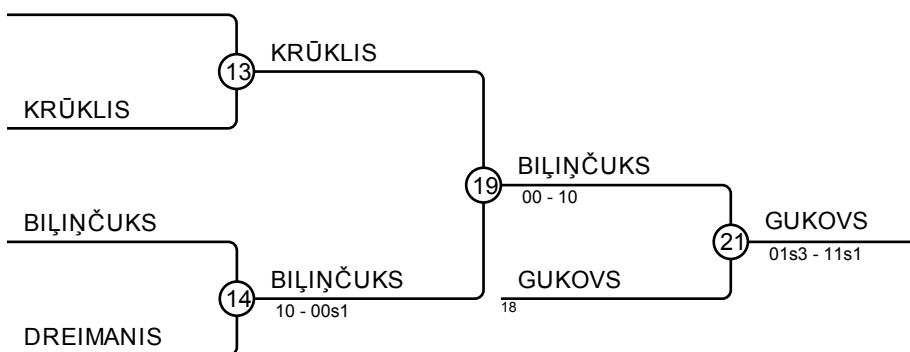 KRŪKLIS
13
KRŪKLIS
BIĻIŅČUKS
19
00 - 10
BIĻIŅČUKS
GUKOVS
21
01s3 - 11s1
BIĻIŅČUKS
14
10 - 00s1
GUKOVS
18
DREIMANIS